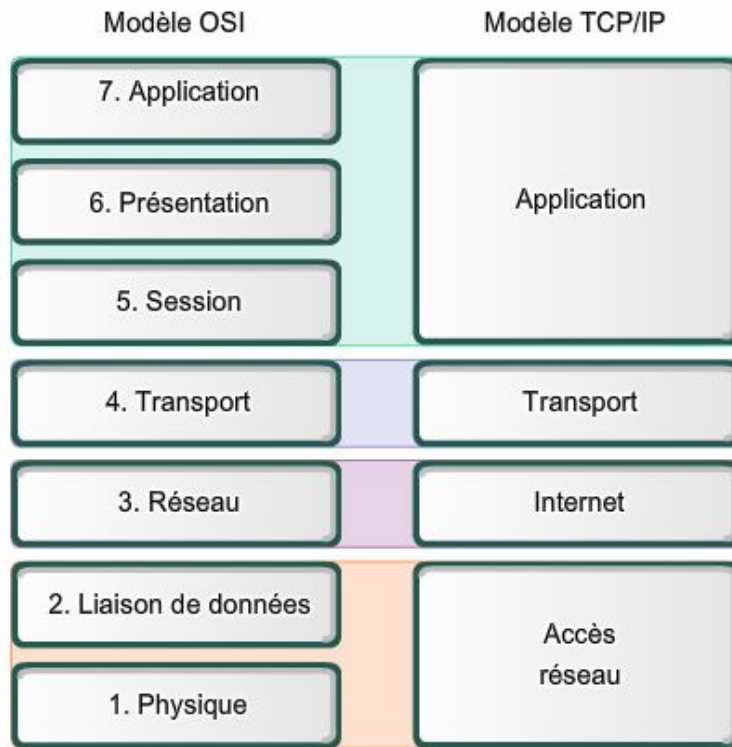 Modèle OSI
Modèle TCP/IP
7. Application
6. Présentation
5. Session
Application
4. Transport
Transport
3. Réseau
Internet
2. Liaison de données
1. Physique
Accès
réseau